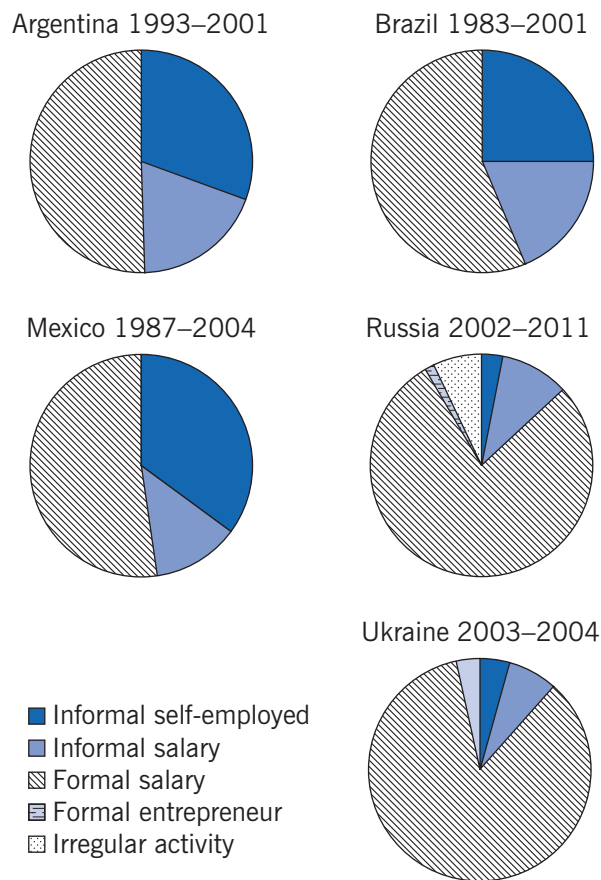 Argentina 1993–2001
Brazil 1983–2001
Mexico 1987–2004
Russia 2002–2011
Ukraine 2003–2004
Informal self-employed
Informal salary
Formal salary
Formal entrepreneur
Irregular activity